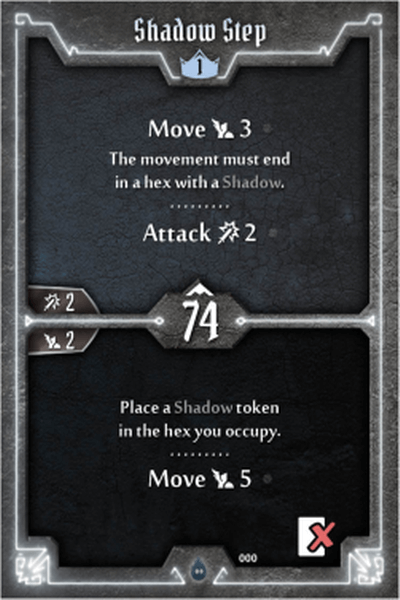 Shadow Step
1
Move 3
The movement must end
in a hex with a Shadow.
Attack 2
2
74
2
Place a Shadow token
in the hex you occupy.
Move 5
000